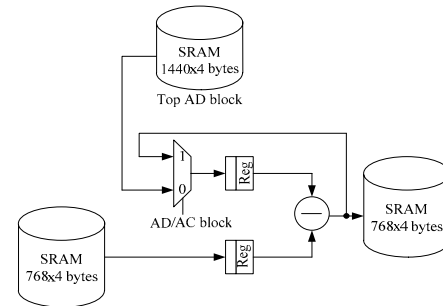 SRAM
1440x4 bytes
Top AD block
1
Reg
0
AD/AC block
SRAM
768x4 bytes
SRAM
768x4 bytes
Reg